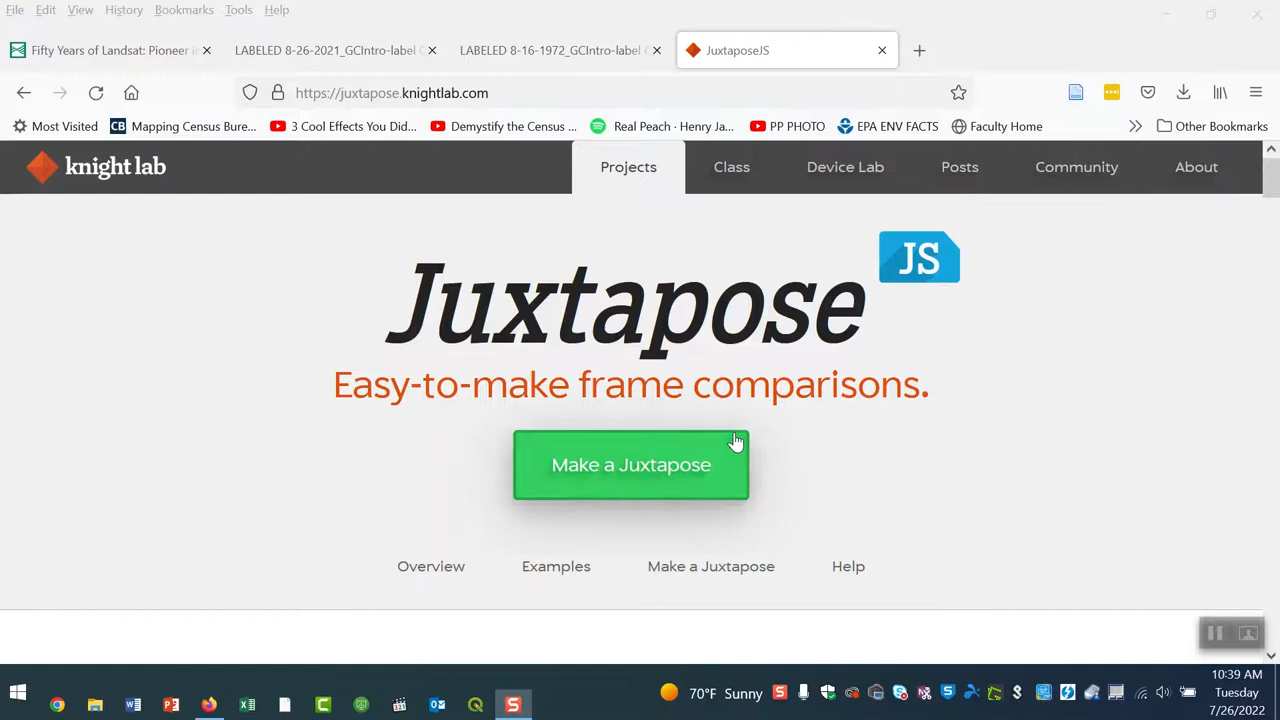 File Edit View History Bookmarks Tools Help
Fifty Years of Landsat: Pioneer in
LABELED 8-26-2021_GCIntro-label
LABELED 8-16-1972_GCIntro-label
JuxtaposeJS
https://juxtapose.knightlab.com
Most Visited
Mapping Census Bure...
3 Cool Effects You Did...
Demystify the Census ...
Real Peach · Henry Ja...
PP PHOTO
EPA ENV FACTS
Faculty Home
Other Bookmarks
knight lab
Projects Class Device Lab Posts Community About
JS
Juxtapose
Easy-to-make frame comparisons.
Make a Juxtapose
Overview Examples Make a Juxtapose Help
70°F Sunny
10:39 AM
Tuesday
7/26/2022